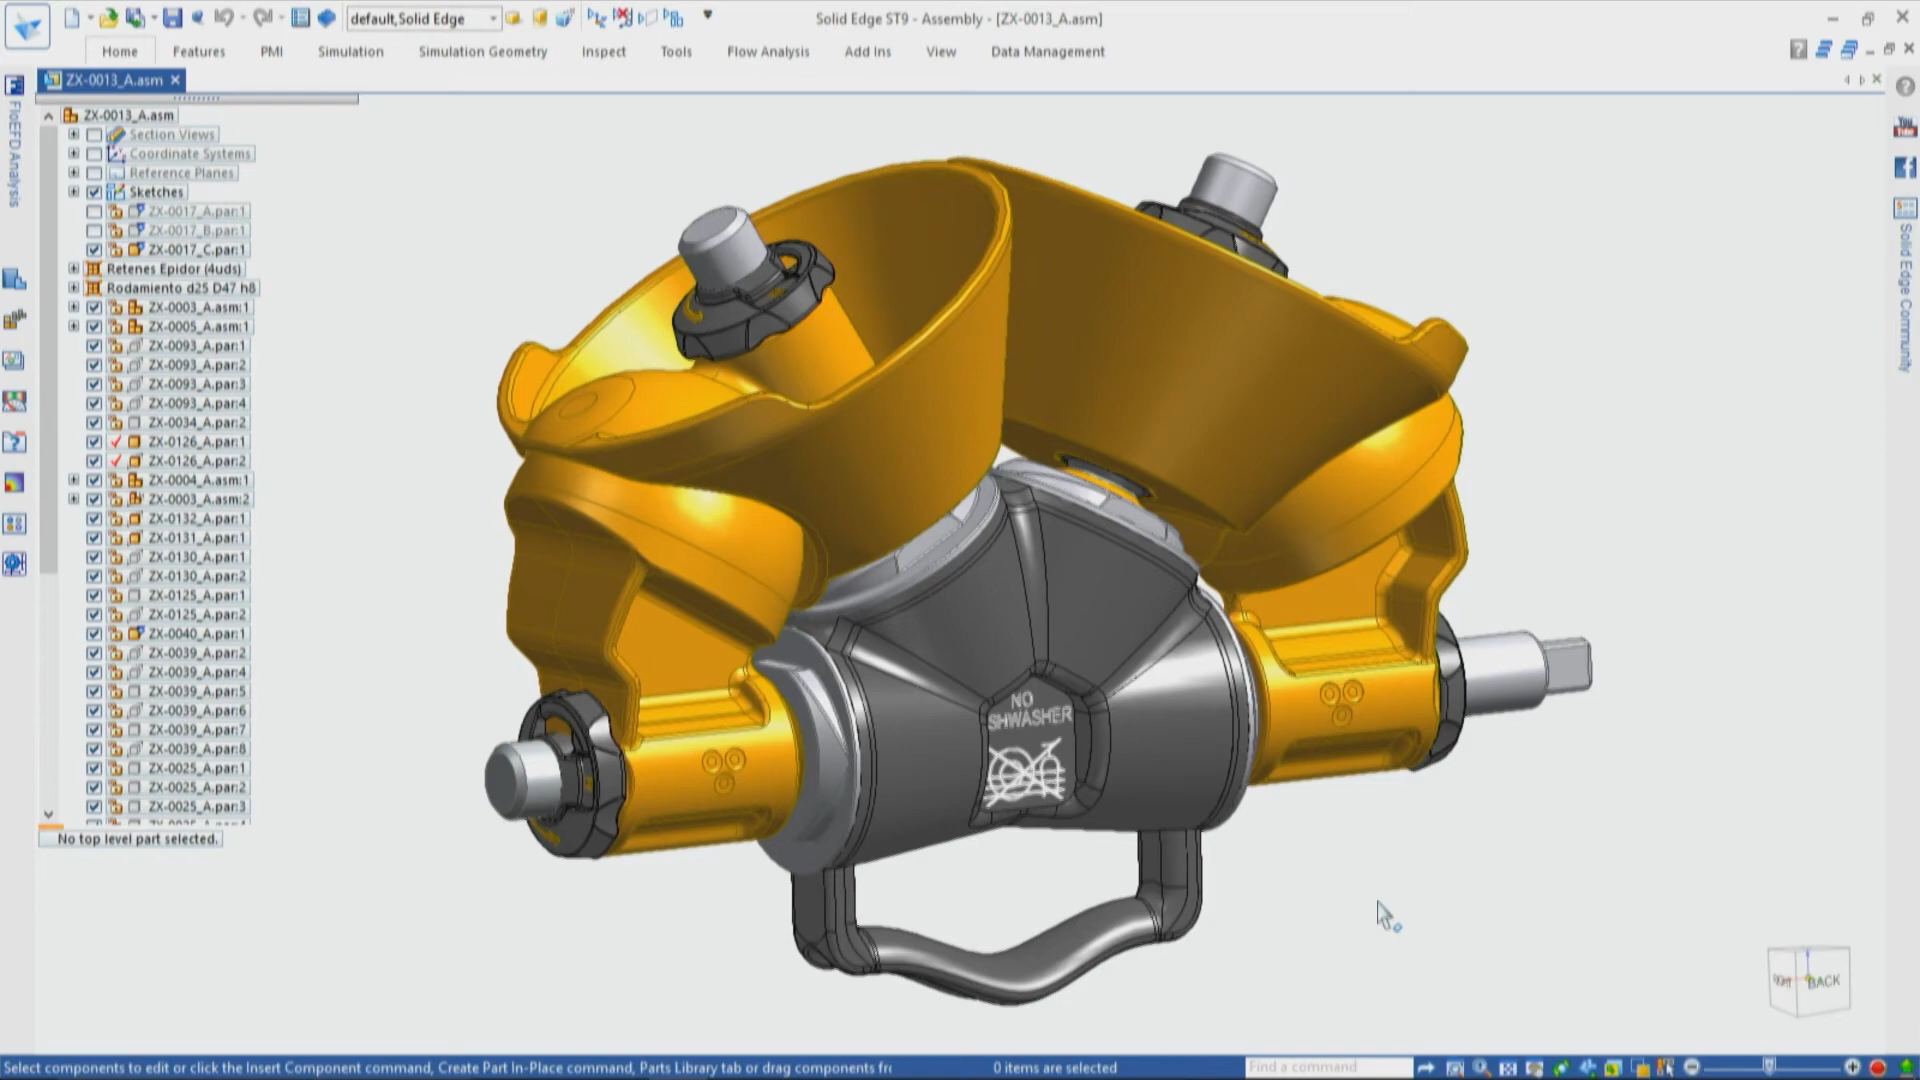 default,Solid Edge
Solid Edge ST9 - Assembly - [ZX-0013_A.asm]
Home Features PMI Simulation Simulation Geometry Inspect Tools Flow Analysis Add Ins View Data Management
ZX-0013_A.asm
FloEFD Analysis
ZX-0013_A.asm
Section Views
Coordinate Systems
Reference Planes
Sketches
ZX-0017_A.par:1
ZX-0017_B.par:1
ZX-0017_C.par:1
Retenes Epidor (4uds)
Rodamiento d25 D47 h8
ZX-0003_A.asm:1
ZX-0005_A.asm:1
ZX-0093_A.par:1
ZX-0093_A.par:2
ZX-0093_A.par:3
ZX-0093_A.par:4
ZX-0034_A.par:2
ZX-0126_A.par:1
ZX-0126_A.par:2
ZX-0004_A.asm:1
ZX-0003_A.asm:2
ZX-0132_A.par:1
ZX-0131_A.par:1
ZX-0130_A.par:1
ZX-0130_A.par:2
ZX-0125_A.par:1
ZX-0125_A.par:2
ZX-0040_A.par:1
ZX-0039_A.par:2
ZX-0039_A.par:4
ZX-0039_A.par:5
ZX-0039_A.par:6
ZX-0039_A.par:7
ZX-0039_A.par:8
ZX-0025_A.par:1
ZX-0025_A.par:2
ZX-0025_A.par:3
No top level part selected.
NO
SHWASHER
You
Tube
Solid Edge Community
BACK
Select components to edit or click the Insert Component command, Create Part In-Place command, Parts Library tab or drag components fr
0 items are selected
Find a command